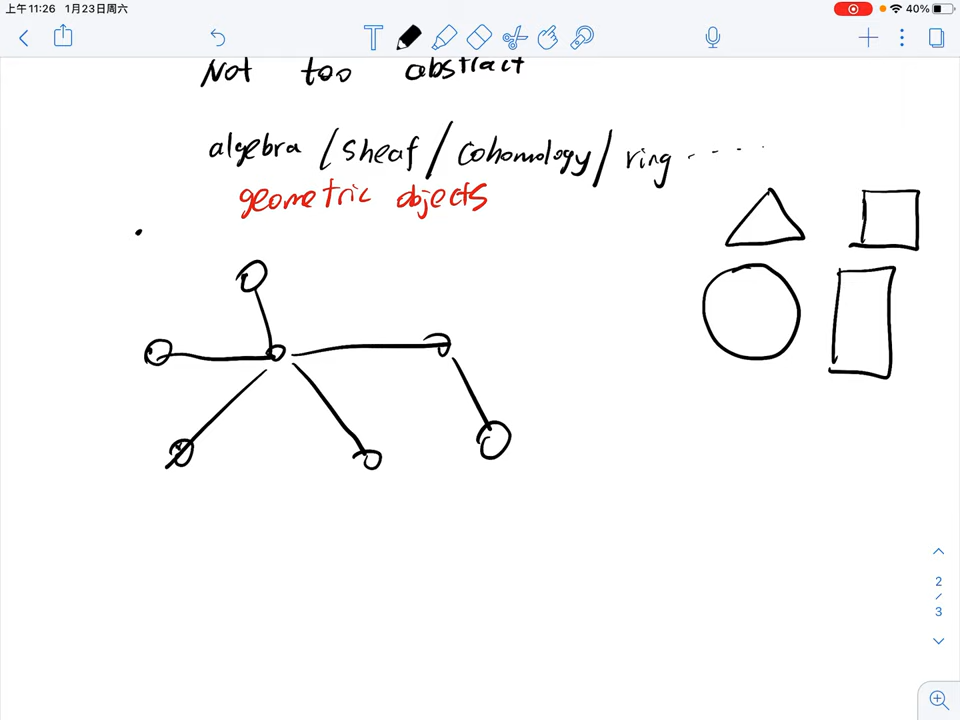 上午11:26 1月23日周六 40%
Not too abstract
algebra / sheaf / cohomology / ring ......
geometric objects
T
2
/
3